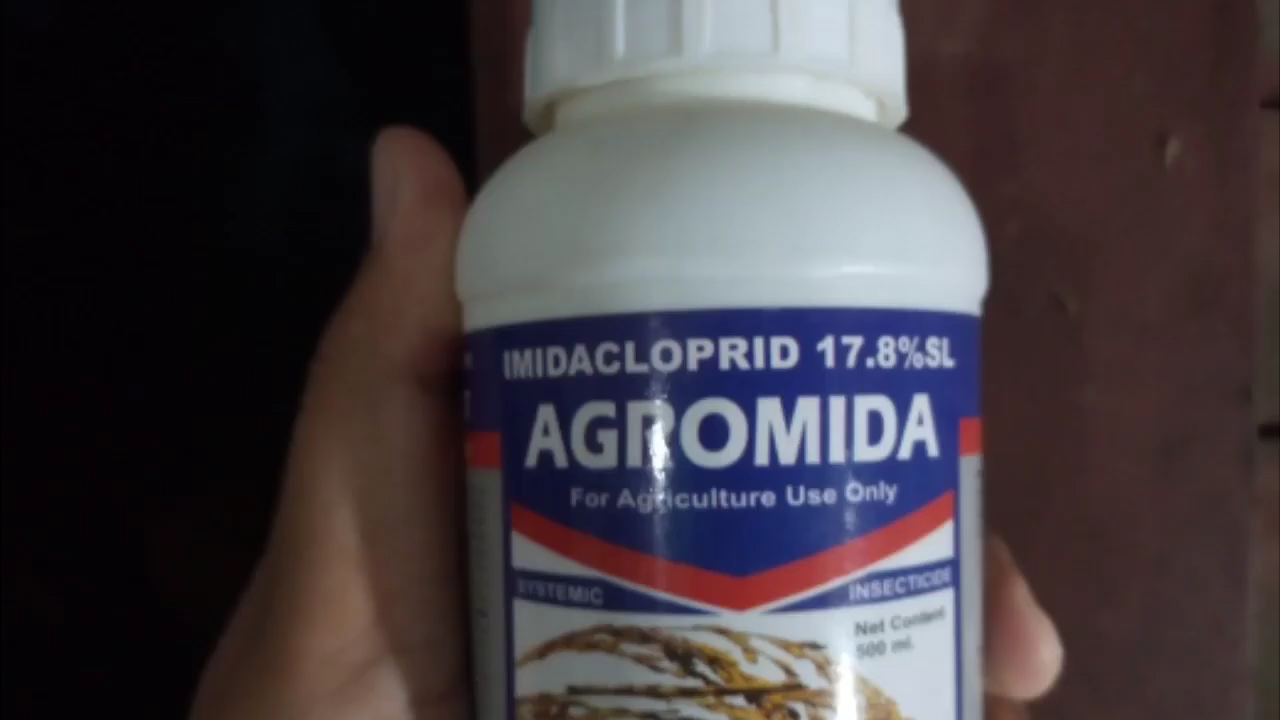 IMIDACLOPRID 17.8%SL
AGROMIDA
For Agriculture Use Only
SYSTEMIC
INSECTICIDE
Net Content
500 ml.